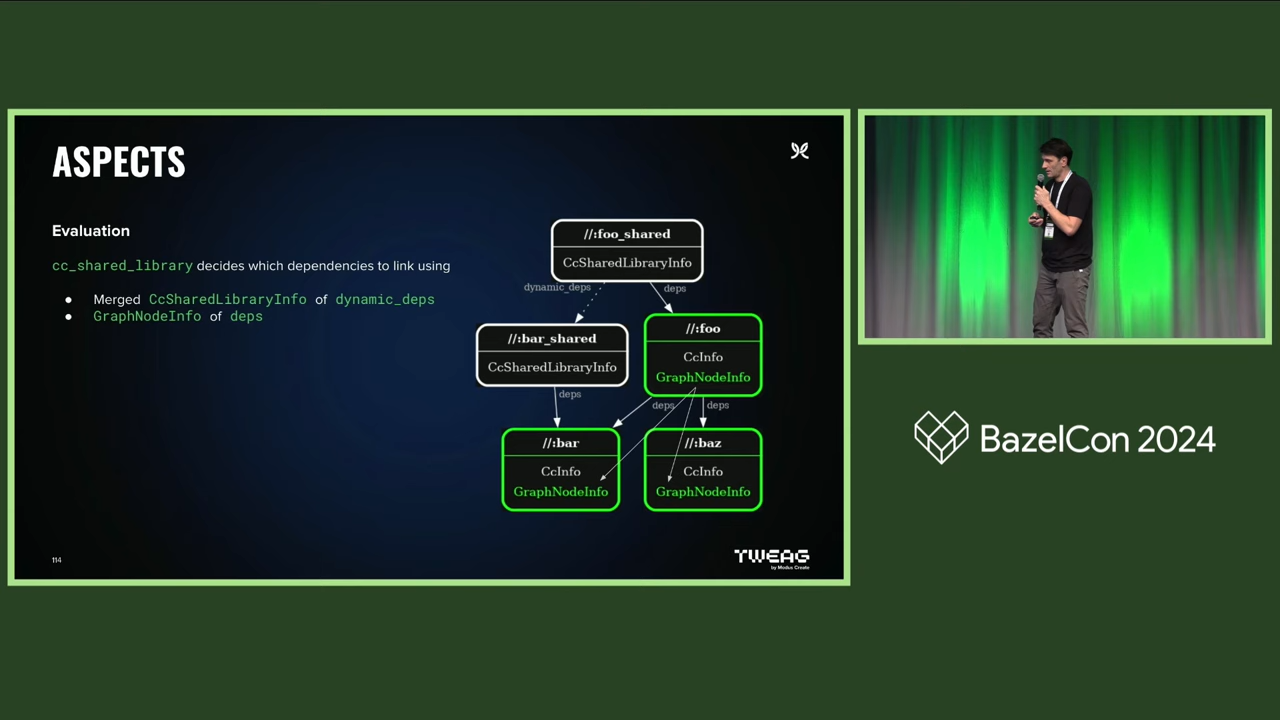 ASPECTS
Evaluation
cc_shared_library decides which dependencies to link using
● Merged CcSharedLibraryInfo of dynamic_deps
● GraphNodeInfo of deps
//:foo_shared
CcSharedLibraryInfo
dynamic_deps
deps
//:bar_shared
CcSharedLibraryInfo
//:foo
CcInfo
GraphNodeInfo
deps
deps
deps
//:bar
CcInfo
GraphNodeInfo
//:baz
CcInfo
GraphNodeInfo
114
TWEAG
by Modus Create
BazelCon 2024